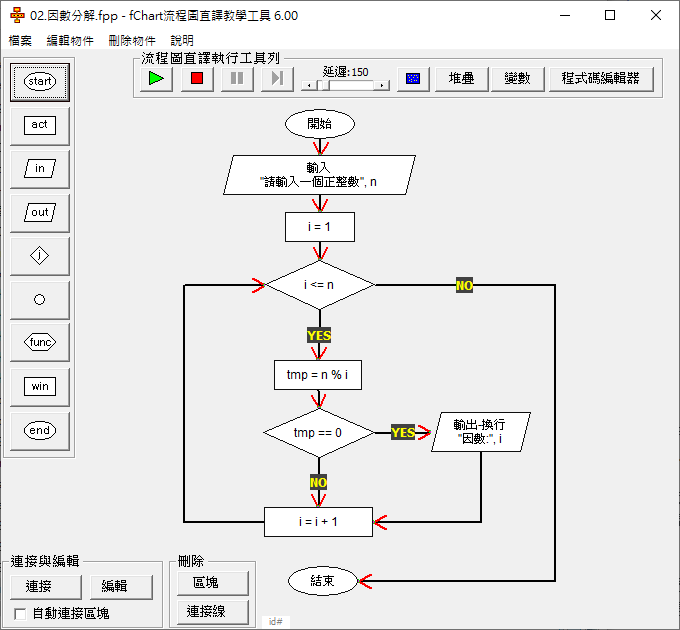 02.因數分解.fpp - fChart流程圖直譯教學工具 6.00
檔案 編輯物件 刪除物件 說明
流程圖直譯執行工具列
延遲:150
堆疊 變數 程式碼編輯器
start
act
in
out
i
func
win
end
開始
輸入
"請輸入一個正整數", n
i = 1
i <= n
NO
YES
tmp = n % i
tmp == 0
YES
輸出-換行
"因數:", i
NO
i = i + 1
結束
連接與編輯
連接 編輯
自動連接區塊
刪除
區塊
連接線
id#